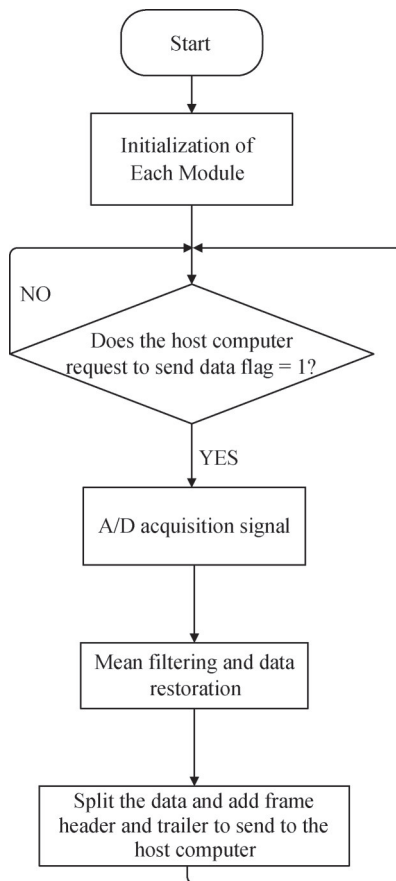 Start
Initialization of
Each Module
NO
Does the host computer
request to send data flag = 1?
YES
A/D acquisition signal
Mean filtering and data
restoration
Split the data and add frame
header and trailer to send to the
host computer